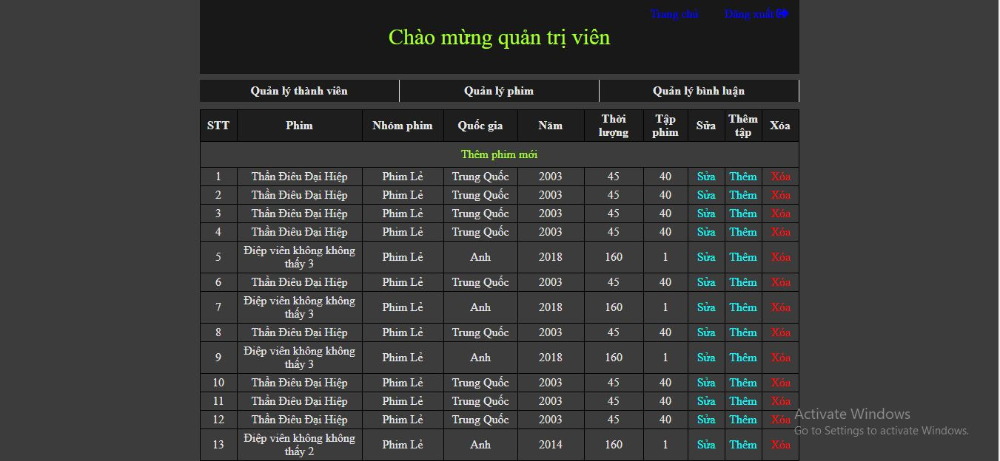 Trang chủ Đăng xuất
Chào mừng quản trị viên
Quản lý thành viên Quản lý phim Quản lý bình luận
STT Phim Nhóm phim Quốc gia Năm Thời lượng Tập phim Sửa Thêm tập Xóa
Thêm phim mới
1 Thần Điêu Đại Hiệp Phim Lẻ Trung Quốc 2003 45 40 Sửa Thêm Xóa
2 Thần Điêu Đại Hiệp Phim Lẻ Trung Quốc 2003 45 40 Sửa Thêm Xóa
3 Thần Điêu Đại Hiệp Phim Lẻ Trung Quốc 2003 45 40 Sửa Thêm Xóa
4 Thần Điêu Đại Hiệp Phim Lẻ Trung Quốc 2003 45 40 Sửa Thêm Xóa
5 Điệp viên không không thấy 3 Phim Lẻ Anh 2018 160 1 Sửa Thêm Xóa
6 Thần Điêu Đại Hiệp Phim Lẻ Trung Quốc 2003 45 40 Sửa Thêm Xóa
7 Điệp viên không không thấy 3 Phim Lẻ Anh 2018 160 1 Sửa Thêm Xóa
8 Thần Điêu Đại Hiệp Phim Lẻ Trung Quốc 2003 45 40 Sửa Thêm Xóa
9 Điệp viên không không thấy 3 Phim Lẻ Anh 2018 160 1 Sửa Thêm Xóa
10 Thần Điêu Đại Hiệp Phim Lẻ Trung Quốc 2003 45 40 Sửa Thêm Xóa
11 Thần Điêu Đại Hiệp Phim Lẻ Trung Quốc 2003 45 40 Sửa Thêm Xóa
12 Thần Điêu Đại Hiệp Phim Lẻ Trung Quốc 2003 45 40 Sửa Thêm Xóa
13 Điệp viên không không thấy 2 Phim Lẻ Anh 2014 160 1 Sửa Thêm Xóa
Activate Windows
Go to Settings to activate Windows.